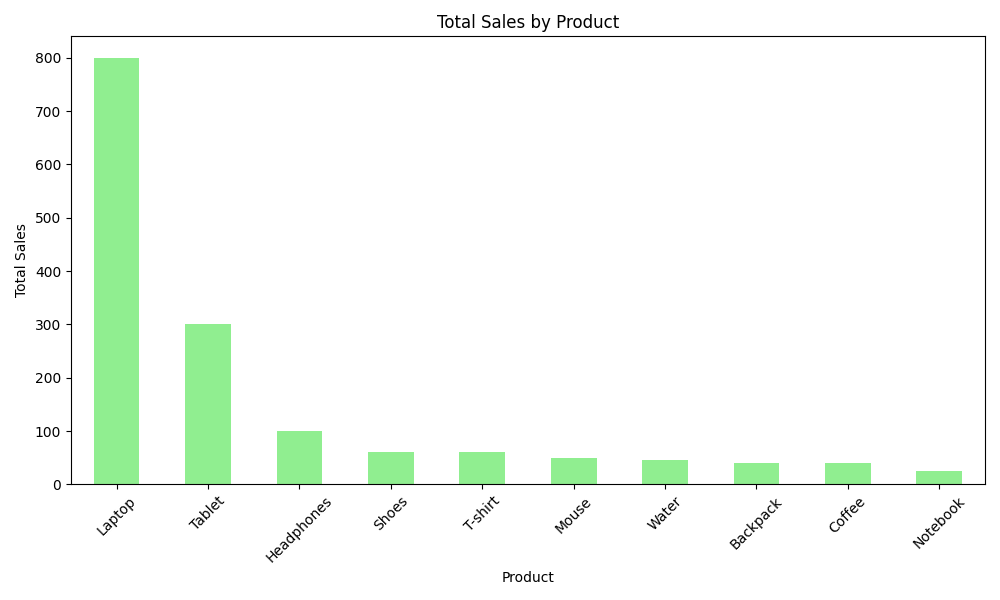 Total Sales by Product
Total Sales
800
700
600
500
400
300
200
100
0
Laptop
Tablet
Headphones
Shoes
T-shirt
Mouse
Water
Backpack
Coffee
Notebook
Product